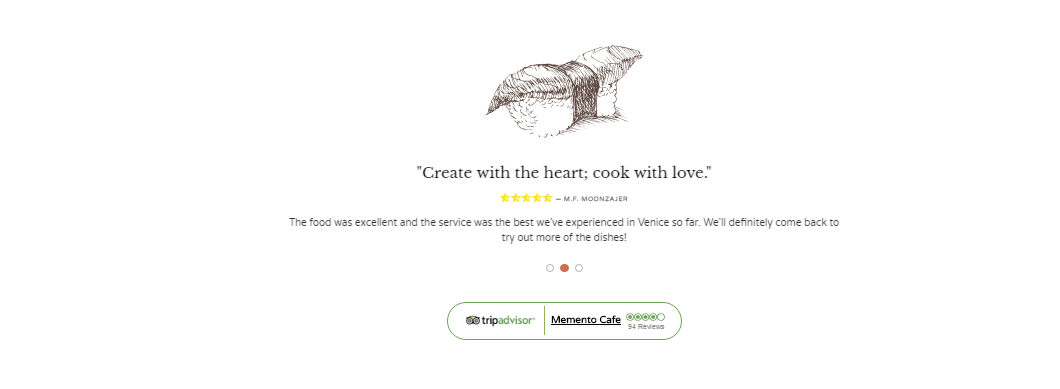 "Create with the heart; cook with love."
– M.F. MOONZAJER
The food was excellent and the service was the best we've experienced in Venice so far. We'll definitely come back to
try out more of the dishes!
tripadvisor Memento Cafe
94 Reviews